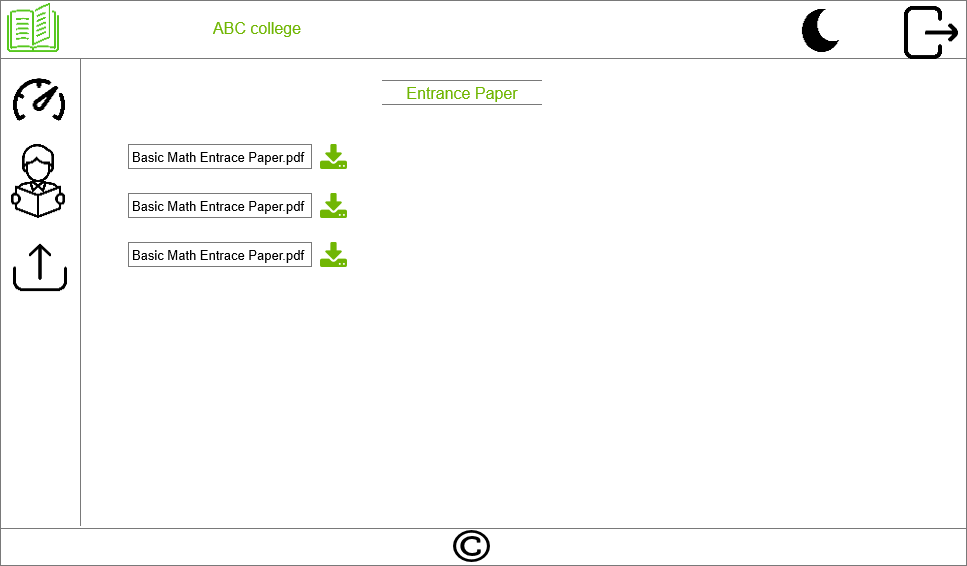 ABC college
Entrance Paper
Basic Math Entrace Paper.pdf
Basic Math Entrace Paper.pdf
Basic Math Entrace Paper.pdf
©